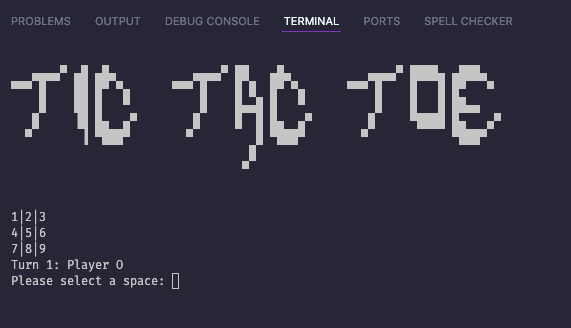 PROBLEMS OUTPUT DEBUG CONSOLE TERMINAL PORTS SPELL CHECKER
TIC TAC TOE
1|2|3
4|5|6
7|8|9
Turn 1: Player O
Please select a space: